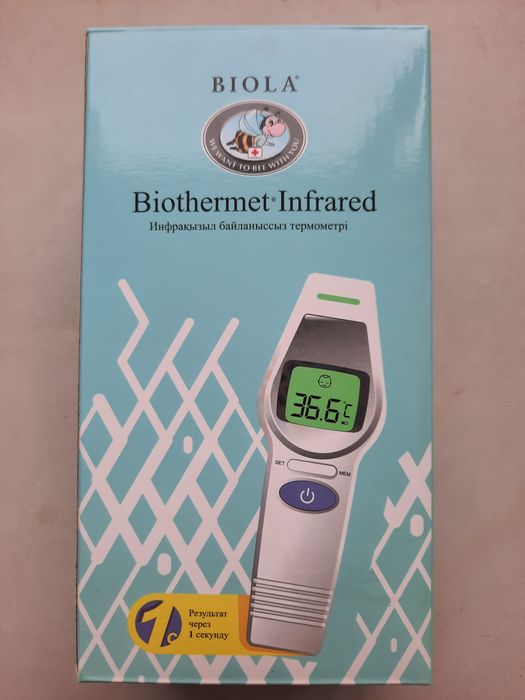 BIOLA®
WE WANT TO BEE WITH YOU
Biothermet® Infrared
Инфрақызыл байланыссыз термометрі
36.6°C
SET
MEM
1c
Результат
через
1 секунду